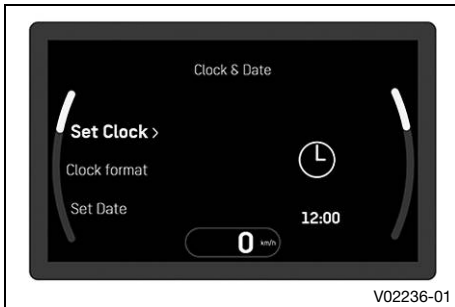 Clock & Date
Set Clock >
Clock format
Set Date
12:00
0 km/h
V02236-01